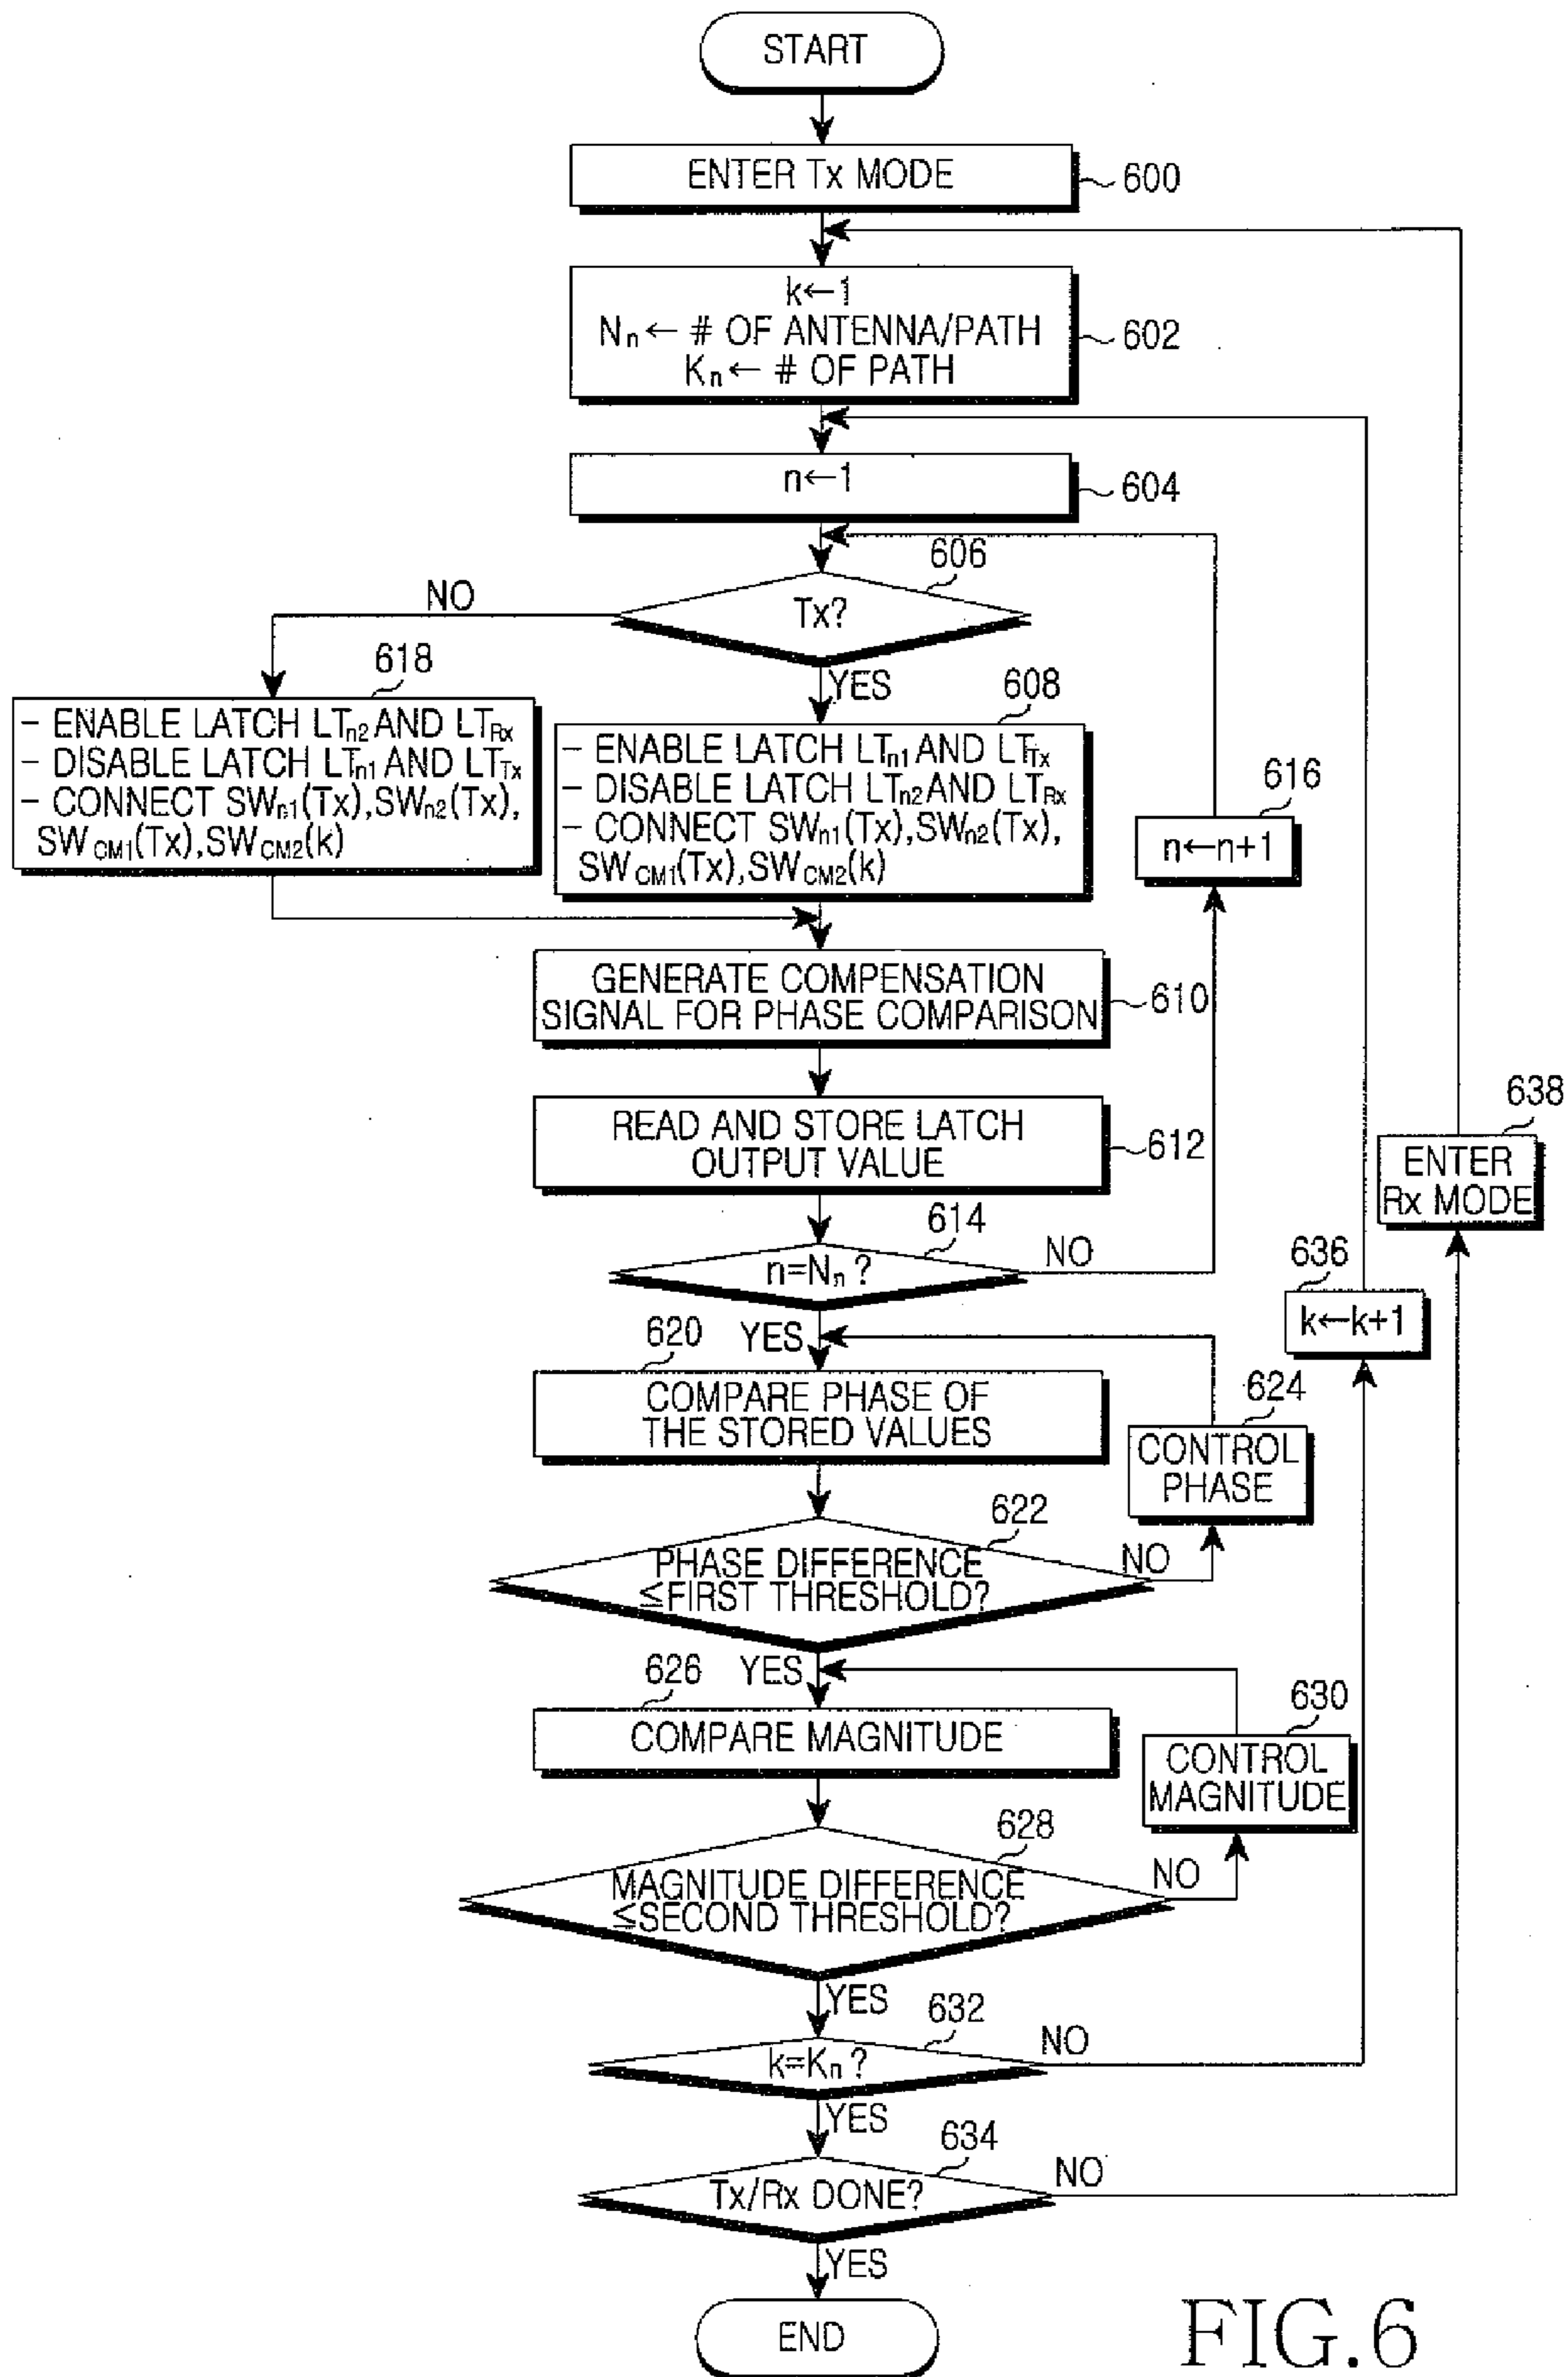 START
ENTER Tx MODE
600
k←1
Nn ← # OF ANTENNA/PATH
Kn ← # OF PATH
602
n←1
604
606
Tx?
NO
YES
618
- ENABLE LATCH LTn2 AND LTRx
- DISABLE LATCH LTn1 AND LTTx
- CONNECT SWn1(Tx),SWn2(Tx),
SWCM1(Tx),SWCM2(k)
608
- ENABLE LATCH LTn1 AND LTTx
- DISABLE LATCH LTn2 AND LTRx
- CONNECT SWn1(Tx),SWn2(Tx),
SWCM1(Tx),SWCM2(k)
616
n←n+1
GENERATE COMPENSATION
SIGNAL FOR PHASE COMPARISON
610
READ AND STORE LATCH
OUTPUT VALUE
612
638
ENTER
Rx MODE
614
n=Nn ?
NO
YES
636
k←k+1
620
COMPARE PHASE OF
THE STORED VALUES
624
CONTROL
PHASE
622
PHASE DIFFERENCE
≤FIRST THRESHOLD?
NO
YES
626
COMPARE MAGNITUDE
630
CONTROL
MAGNITUDE
628
MAGNITUDE DIFFERENCE
≤SECOND THRESHOLD?
NO
YES
632
k=Kn ?
NO
YES
634
Tx/Rx DONE?
NO
YES
END
FIG.6